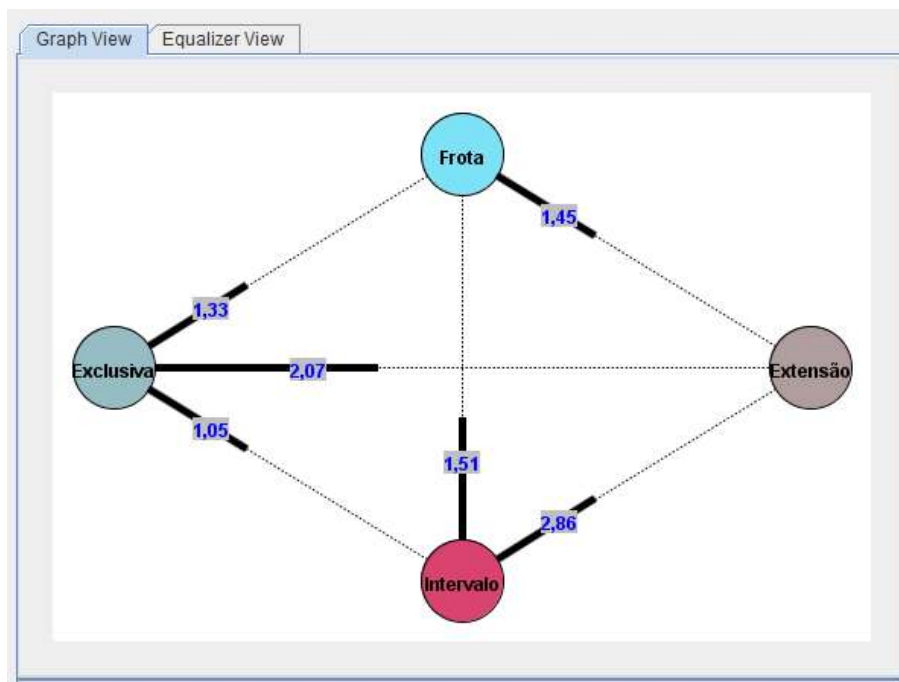 Graph View
Equalizer View
Frota
1,45
1,33
Exclusiva
2,07
Extensão
1,05
1,51
2,86
Intervalo